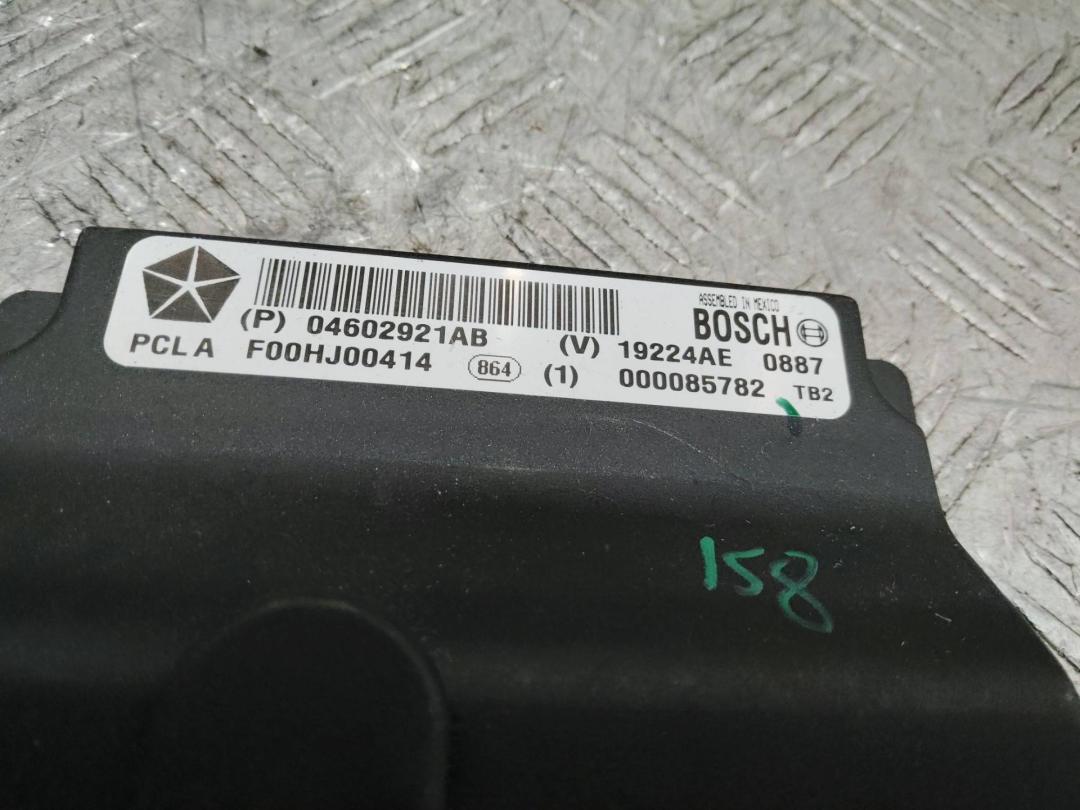 ASSEMBLED IN MEXICO
BOSCH
(P) 04602921AB (V) 19224AE 0887
PCL A F00HJ00414 864 (1) 000085782 TB2
158